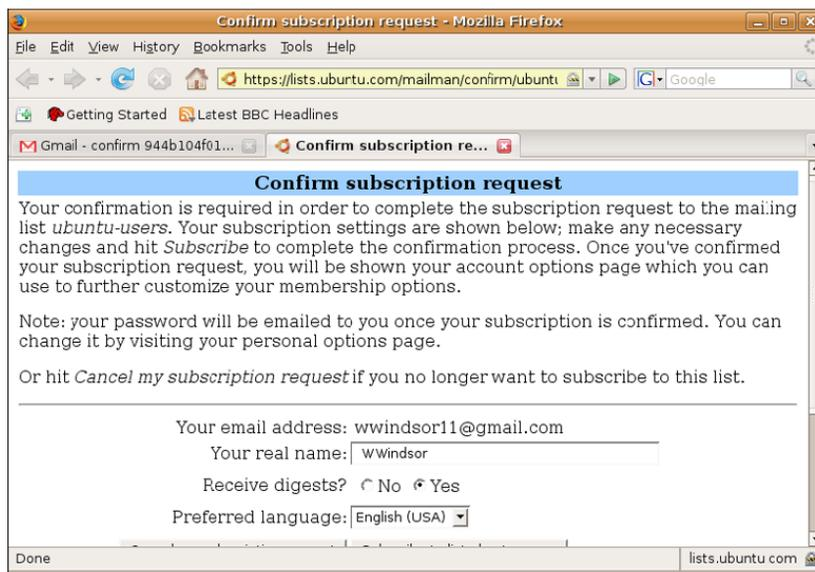 Confirm subscription request - Mozilla Firefox
File Edit View History Bookmarks Tools Help
https://lists.ubuntu.com/mailman/confirm/ubuntu
G Google
Getting Started Latest BBC Headlines
Gmail - confirm 944b104f01... Confirm subscription re...
Confirm subscription request
Your confirmation is required in order to complete the subscription request to the mailing
list ubuntu-users. Your subscription settings are shown below; make any necessary
changes and hit Subscribe to complete the confirmation process. Once you've confirmed
your subscription request, you will be shown your account options page which you can
use to further customize your membership options.
Note: your password will be emailed to you once your subscription is confirmed. You can
change it by visiting your personal options page.
Or hit Cancel my subscription request if you no longer want to subscribe to this list.
Your email address: wwindsor11@gmail.com
Your real name: WWindsor
Receive digests? No Yes
Preferred language: English (USA)
Done lists.ubuntu.com